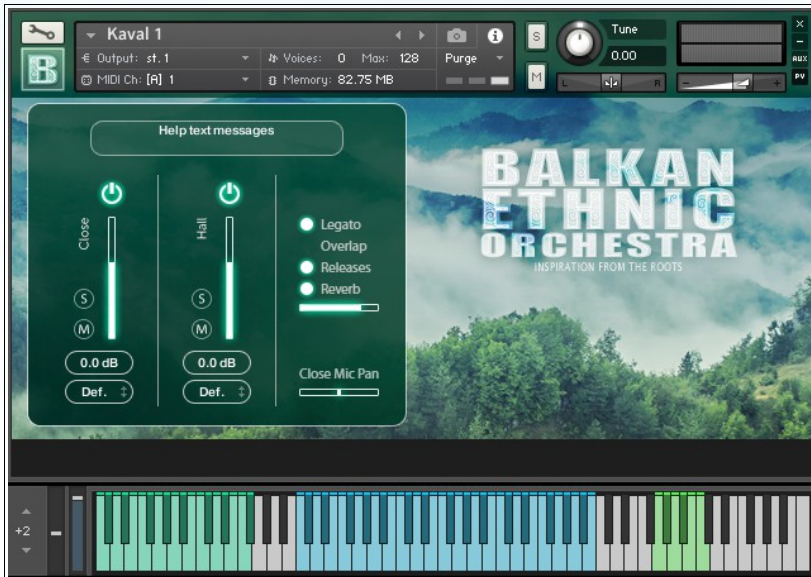 Kaval 1
Output: st. 1
Voices: 0 Max: 128
Purge
MIDI Ch: [A] 1
Memory: 82.75 MB
S
M
Tune
0.00
L
R
AUX
PV
B
Help text messages
Close
S
M
0.0 dB
Def.
Hall
S
M
0.0 dB
Def.
Legato
Overlap
Releases
Reverb
Close Mic Pan
BALKAN
ETHNIC
ORCHESTRA
INSPIRATION FROM THE ROOTS
+2